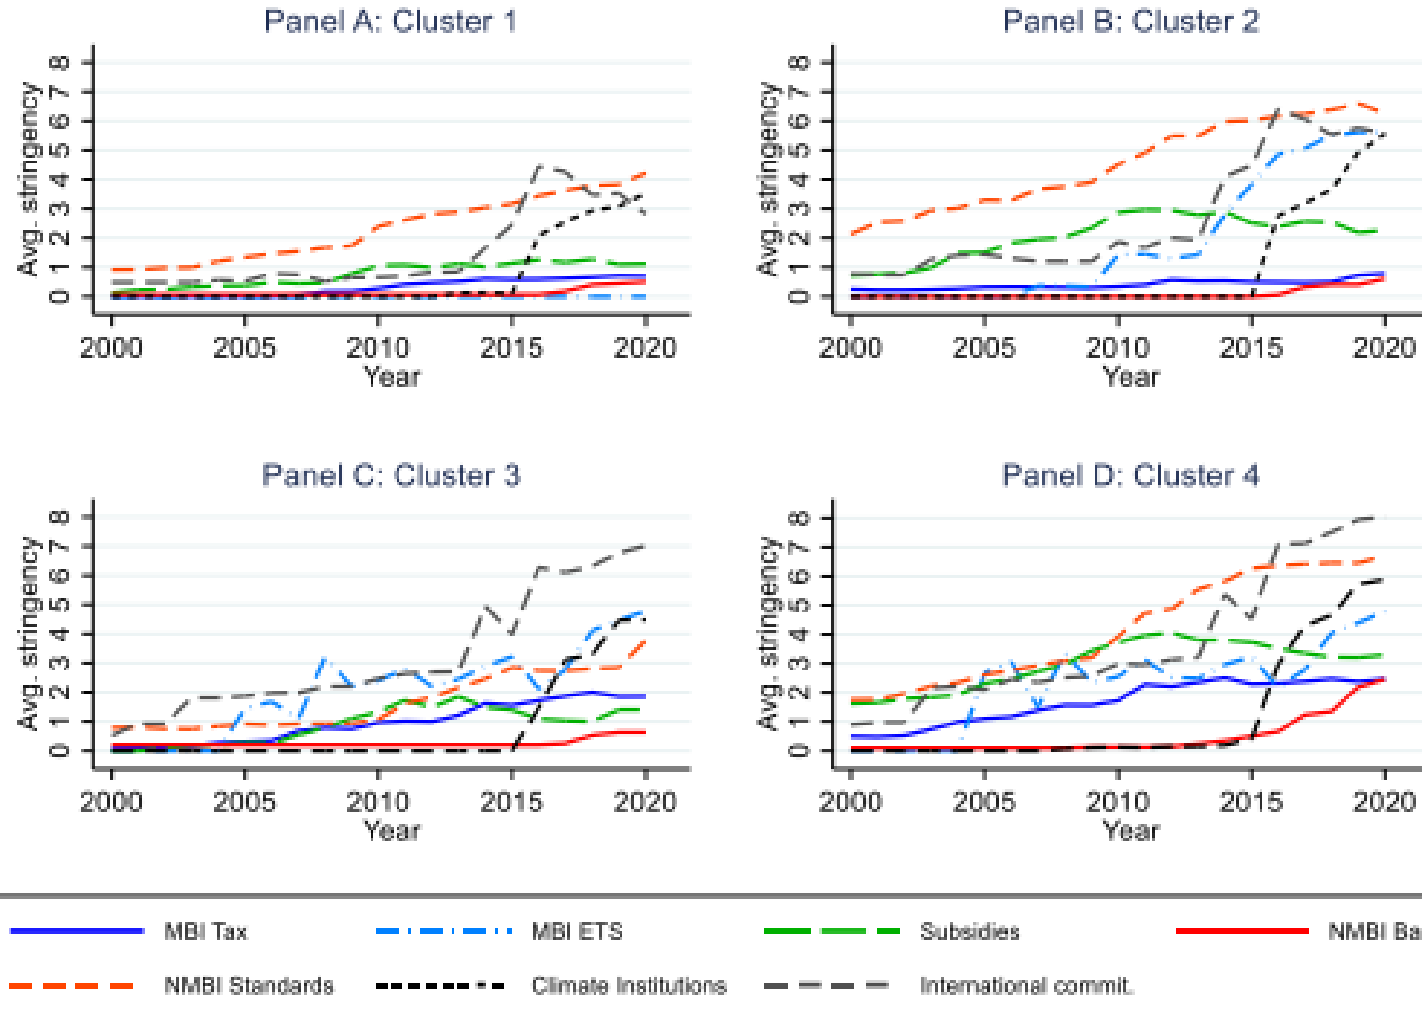 Panel A: Cluster 1
Avg. stringency
8
7
6
5
4
3
2
1
0
2000 2005 2010 2015 2020
Year
Panel B: Cluster 2
Avg. stringency
8
7
6
5
4
3
2
1
0
2000 2005 2010 2015 2020
Year
Panel C: Cluster 3
Avg. stringency
8
7
6
5
4
3
2
1
0
2000 2005 2010 2015 2020
Year
Panel D: Cluster 4
Avg. stringency
8
7
6
5
4
3
2
1
0
2000 2005 2010 2015 2020
Year
MBI Tax MBI ETS Subsidies NMBI Ba
NMBI Standards Climate Institutions International commit.